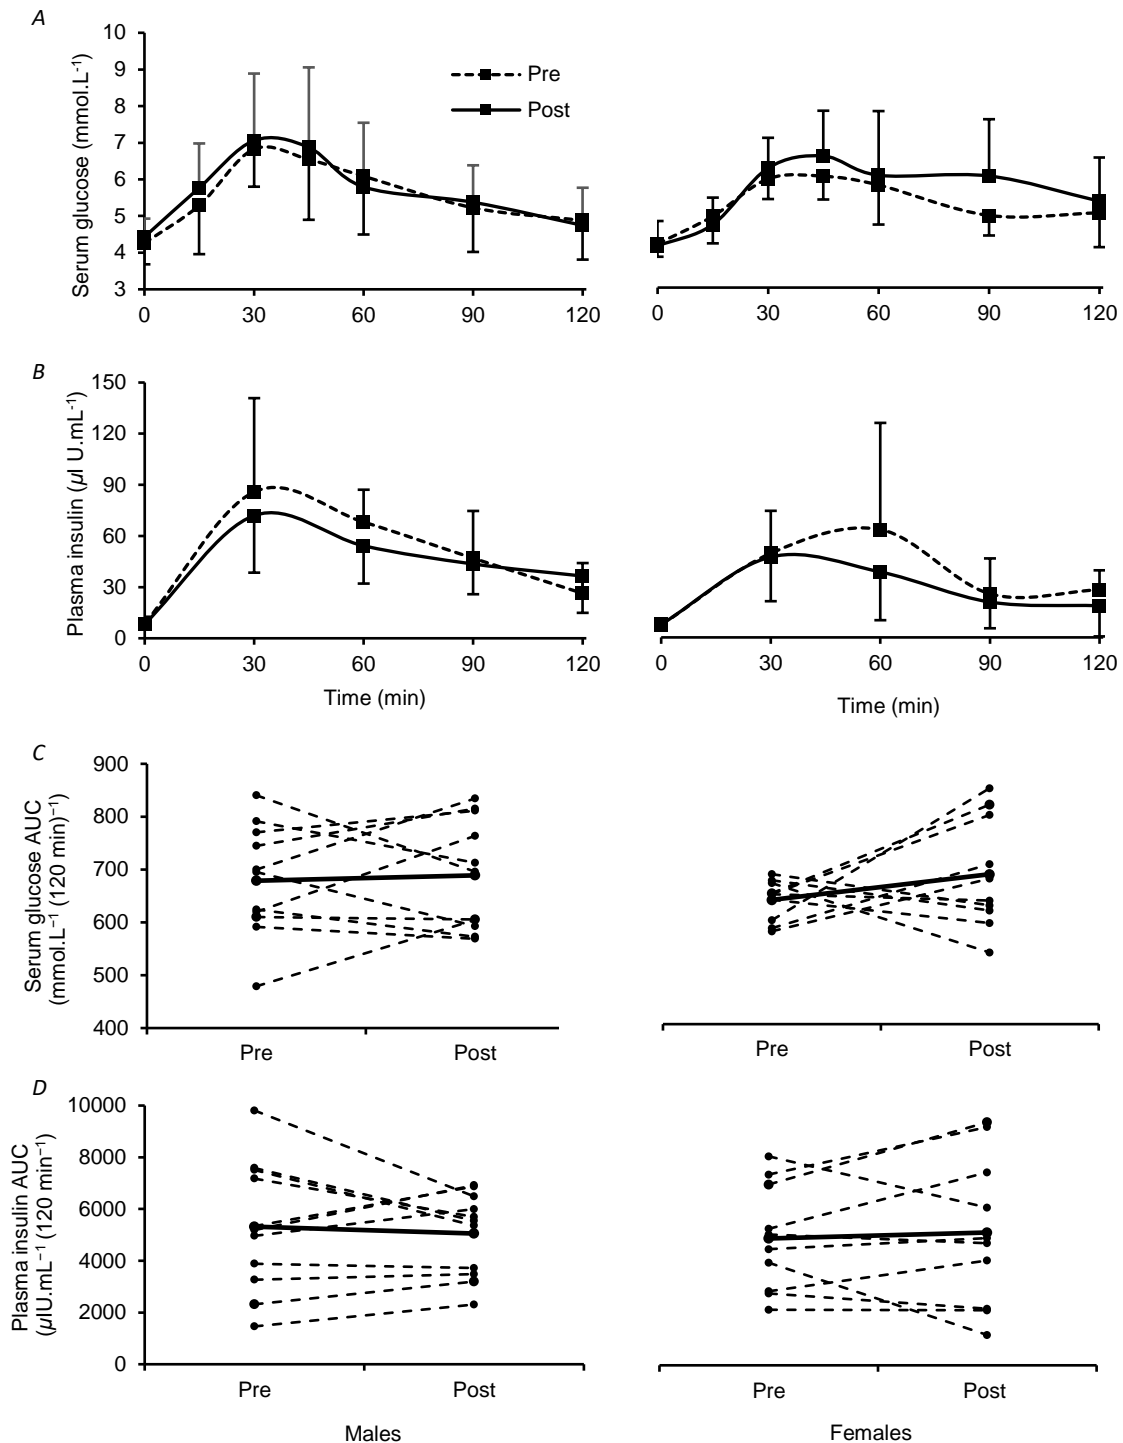 A
Serum glucose (mmol.L-1)
10
9
8
7
6
5
4
3
Pre
Post
0 30 60 90 120
0 30 60 90 120
B
Plasma insulin (µI U.mL-1)
150
120
90
60
30
0
0 30 60 90 120
0 30 60 90 120
Time (min)
Time (min)
C
Serum glucose AUC
(mmol.L−1 (120 min)−1)
900
800
700
600
500
400
Pre Post
Pre Post
D
Plasma insulin AUC
(µIU.mL−1 (120 min−1)
10000
8000
6000
4000
2000
0
Pre Post
Pre Post
Males
Females